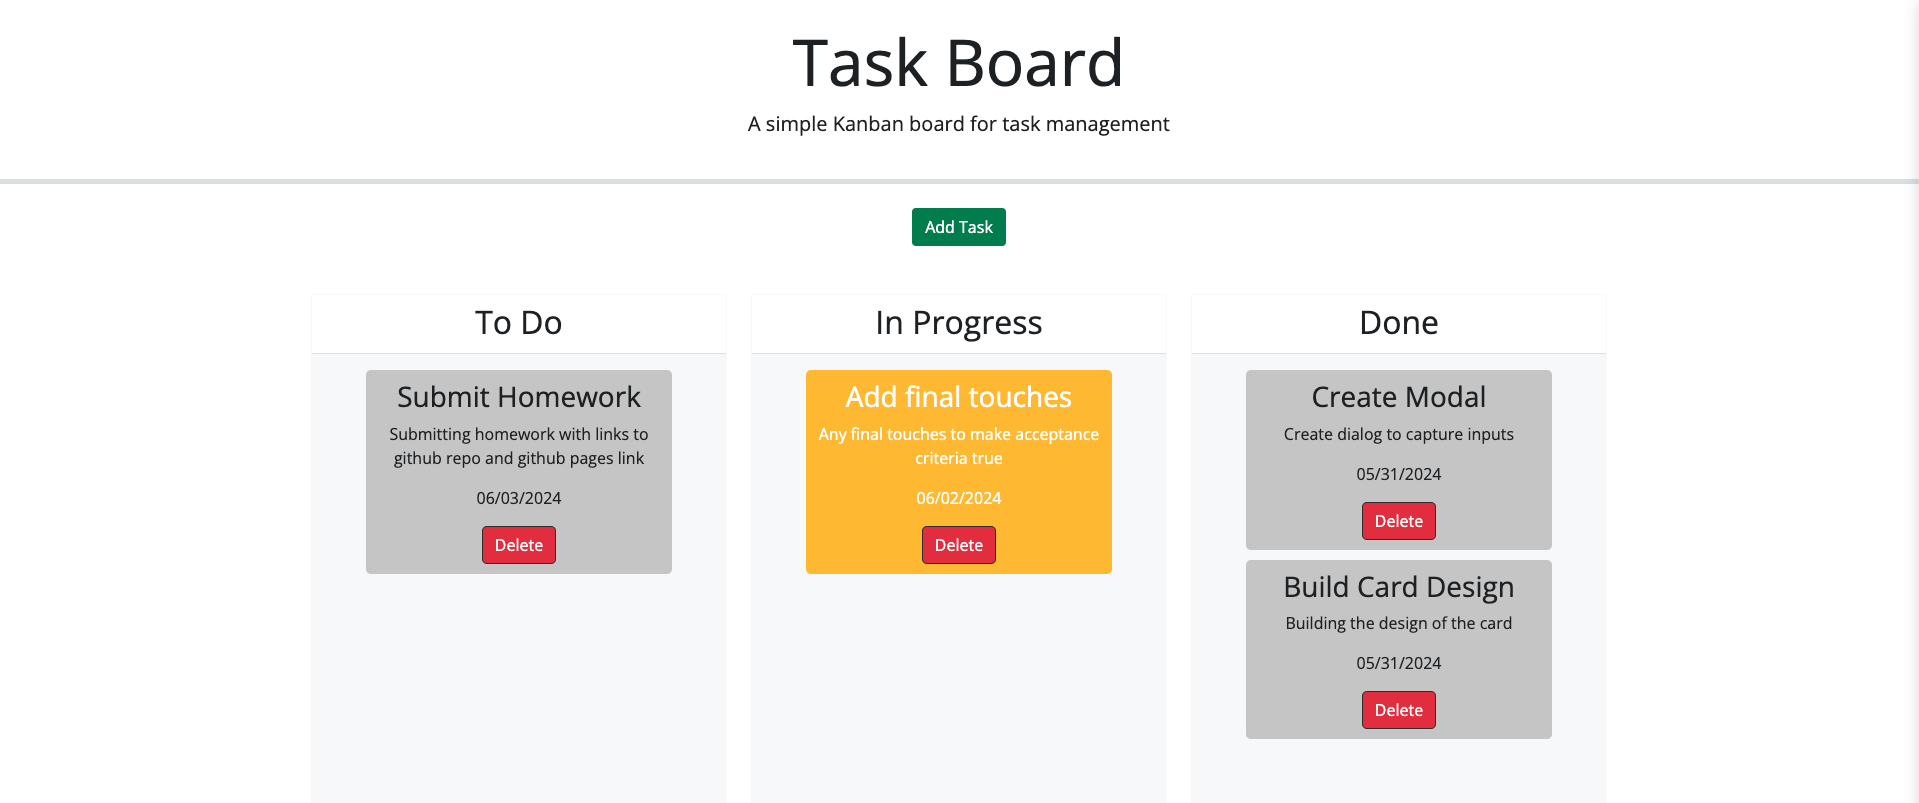 Task Board
A simple Kanban board for task management
Add Task
To Do
Submit Homework
Submitting homework with links to
github repo and github pages link
06/03/2024
Delete
In Progress
Add final touches
Any final touches to make acceptance
criteria true
06/02/2024
Delete
Done
Create Modal
Create dialog to capture inputs
05/31/2024
Delete
Build Card Design
Building the design of the card
05/31/2024
Delete